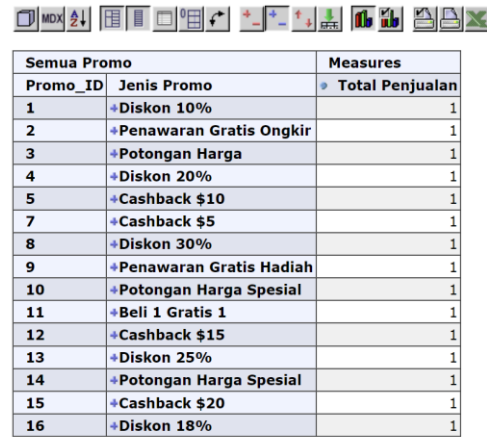 MDX A Z
Semua Promo Measures
Promo_ID Jenis Promo Total Penjualan
1 +Diskon 10% 1
2 +Penawaran Gratis Ongkir 1
3 +Potongan Harga 1
4 +Diskon 20% 1
5 +Cashback $10 1
7 +Cashback $5 1
8 +Diskon 30% 1
9 +Penawaran Gratis Hadiah 1
10 +Potongan Harga Spesial 1
11 +Beli 1 Gratis 1 1
12 +Cashback $15 1
13 +Diskon 25% 1
14 +Potongan Harga Spesial 1
15 +Cashback $20 1
16 +Diskon 18% 1